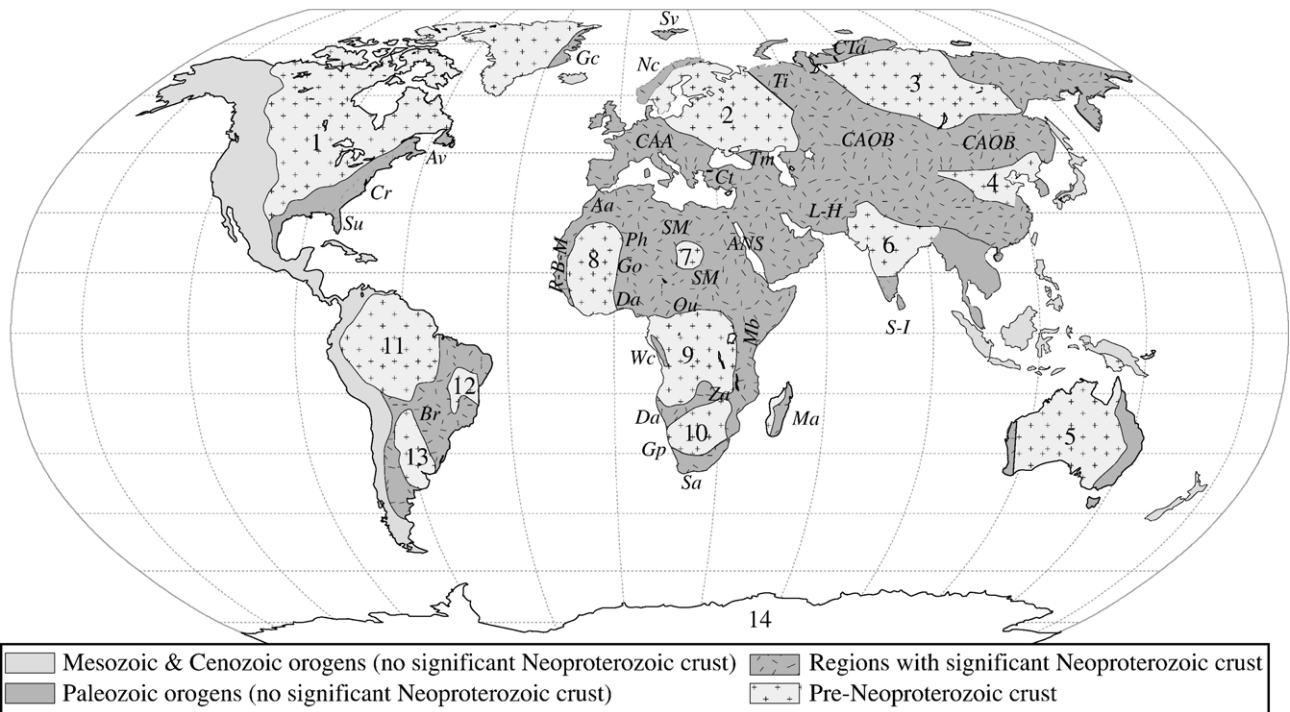 Sv
Gc
Nc
CTa
Ti
3
2
1
CAA
CAOB
CAOB
Av
Tm
Ct
4
Cr
Su
Aa
L-H
R-B-M
8
Ph
SM
7
ANS
6
Go
SM
Da
Ou
S-I
Mb
11
Wc
9
12
Za
Br
Da
10
Ma
13
Gp
5
Sa
14
Mesozoic & Cenozoic orogens (no significant Neoproterozoic crust)
Regions with significant Neoproterozoic crust
Paleozoic orogens (no significant Neoproterozoic crust)
Pre-Neoproterozoic crust